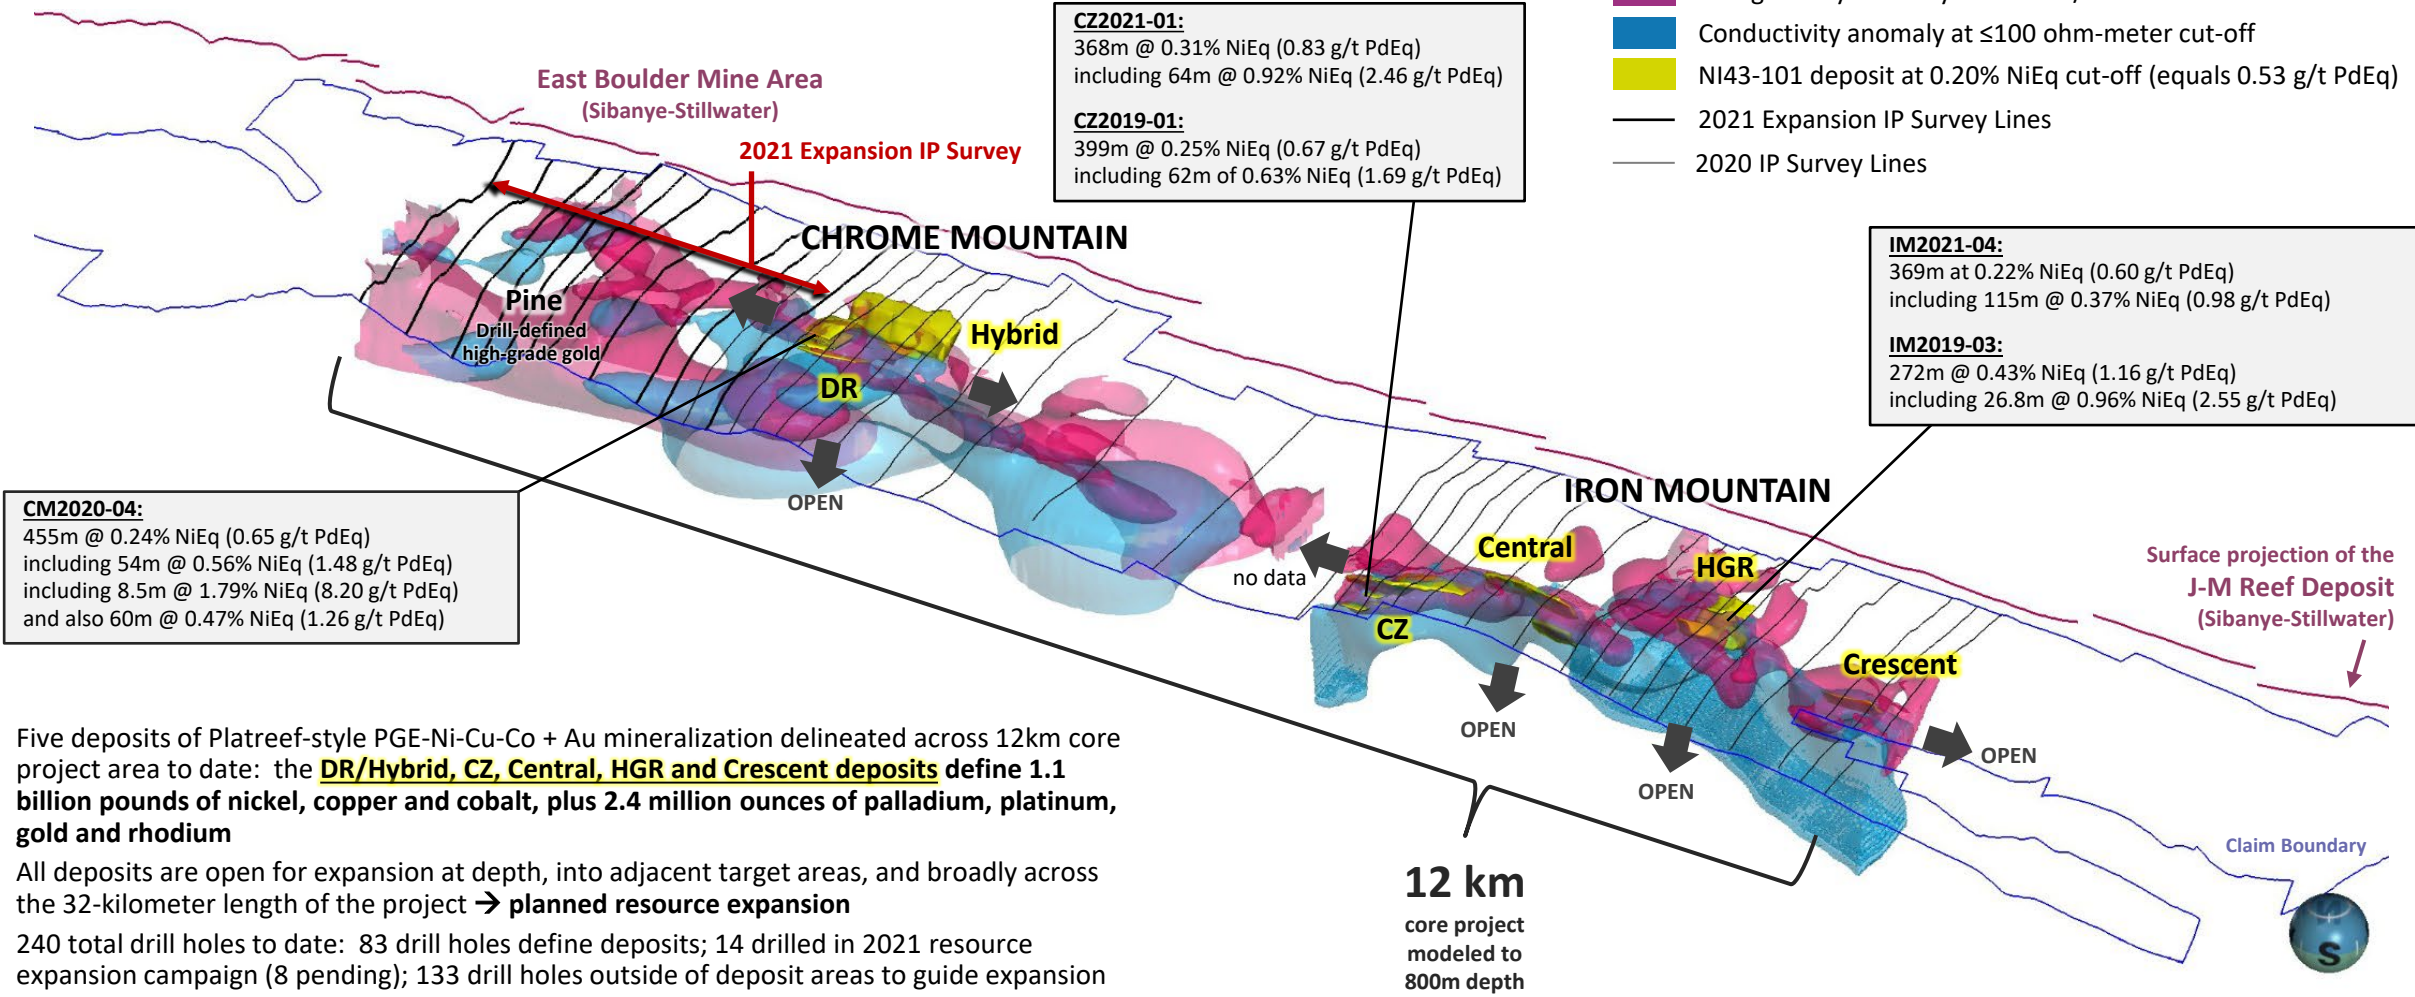 CZ2021-01:
368m @ 0.31% NiEq (0.83 g/t PdEq)
including 64m @ 0.92% NiEq (2.46 g/t PdEq)
CZ2019-01:
399m @ 0.25% NiEq (0.67 g/t PdEq)
including 62m of 0.63% NiEq (1.69 g/t PdEq)
Conductivity anomaly at ≤100 ohm-meter cut-off
NI43-101 deposit at 0.20% NiEq cut-off (equals 0.53 g/t PdEq)
2021 Expansion IP Survey Lines
2020 IP Survey Lines
East Boulder Mine Area
(Sibanye-Stillwater)
2021 Expansion IP Survey
CHROME MOUNTAIN
IM2021-04:
369m at 0.22% NiEq (0.60 g/t PdEq)
including 115m @ 0.37% NiEq (0.98 g/t PdEq)
IM2019-03:
272m @ 0.43% NiEq (1.16 g/t PdEq)
including 26.8m @ 0.96% NiEq (2.55 g/t PdEq)
Pine
Drill-defined
high-grade gold
Hybrid
DR
OPEN
CM2020-04:
455m @ 0.24% NiEq (0.65 g/t PdEq)
including 54m @ 0.56% NiEq (1.48 g/t PdEq)
including 8.5m @ 1.79% NiEq (8.20 g/t PdEq)
and also 60m @ 0.47% NiEq (1.26 g/t PdEq)
IRON MOUNTAIN
no data
Central
HGR
CZ
Crescent
OPEN
OPEN
OPEN
Surface projection of the
J-M Reef Deposit
(Sibanye-Stillwater)
Claim Boundary
S
12 km
core project
modeled to
800m depth
Five deposits of Platreef-style PGE-Ni-Cu-Co + Au mineralization delineated across 12km core
project area to date: the DR/Hybrid, CZ, Central, HGR and Crescent deposits define 1.1
billion pounds of nickel, copper and cobalt, plus 2.4 million ounces of palladium, platinum,
gold and rhodium
All deposits are open for expansion at depth, into adjacent target areas, and broadly across
the 32-kilometer length of the project → planned resource expansion
240 total drill holes to date: 83 drill holes define deposits; 14 drilled in 2021 resource
expansion campaign (8 pending); 133 drill holes outside of deposit areas to guide expansion